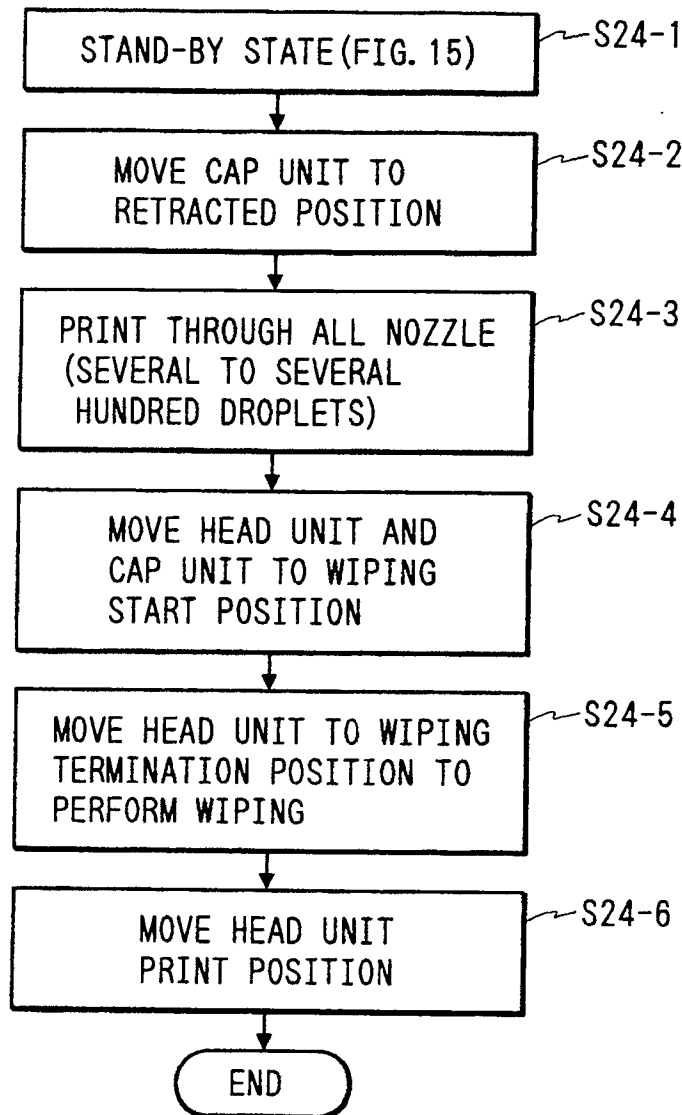 STAND-BY STATE(FIG. 15)
S24-1
MOVE CAP UNIT TO
RETRACTED POSITION
S24-2
PRINT THROUGH ALL NOZZLE
(SEVERAL TO SEVERAL
HUNDRED DROPLETS)
S24-3
MOVE HEAD UNIT AND
CAP UNIT TO WIPING
START POSITION
S24-4
MOVE HEAD UNIT TO WIPING
TERMINATION POSITION TO
PERFORM WIPING
S24-5
MOVE HEAD UNIT
PRINT POSITION
S24-6
END